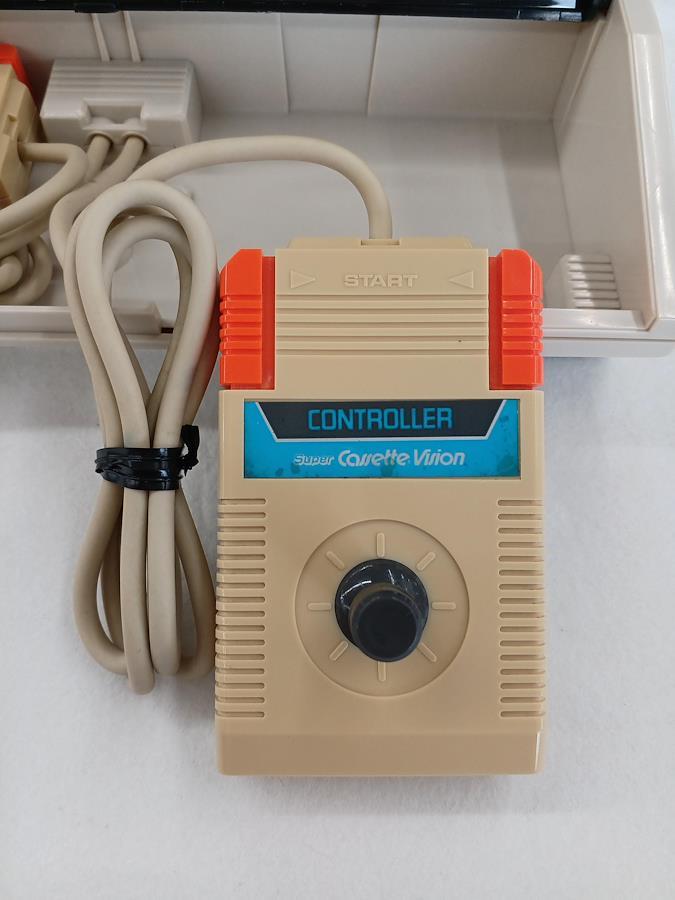 START
CONTROLLER
Super Cassette Vision